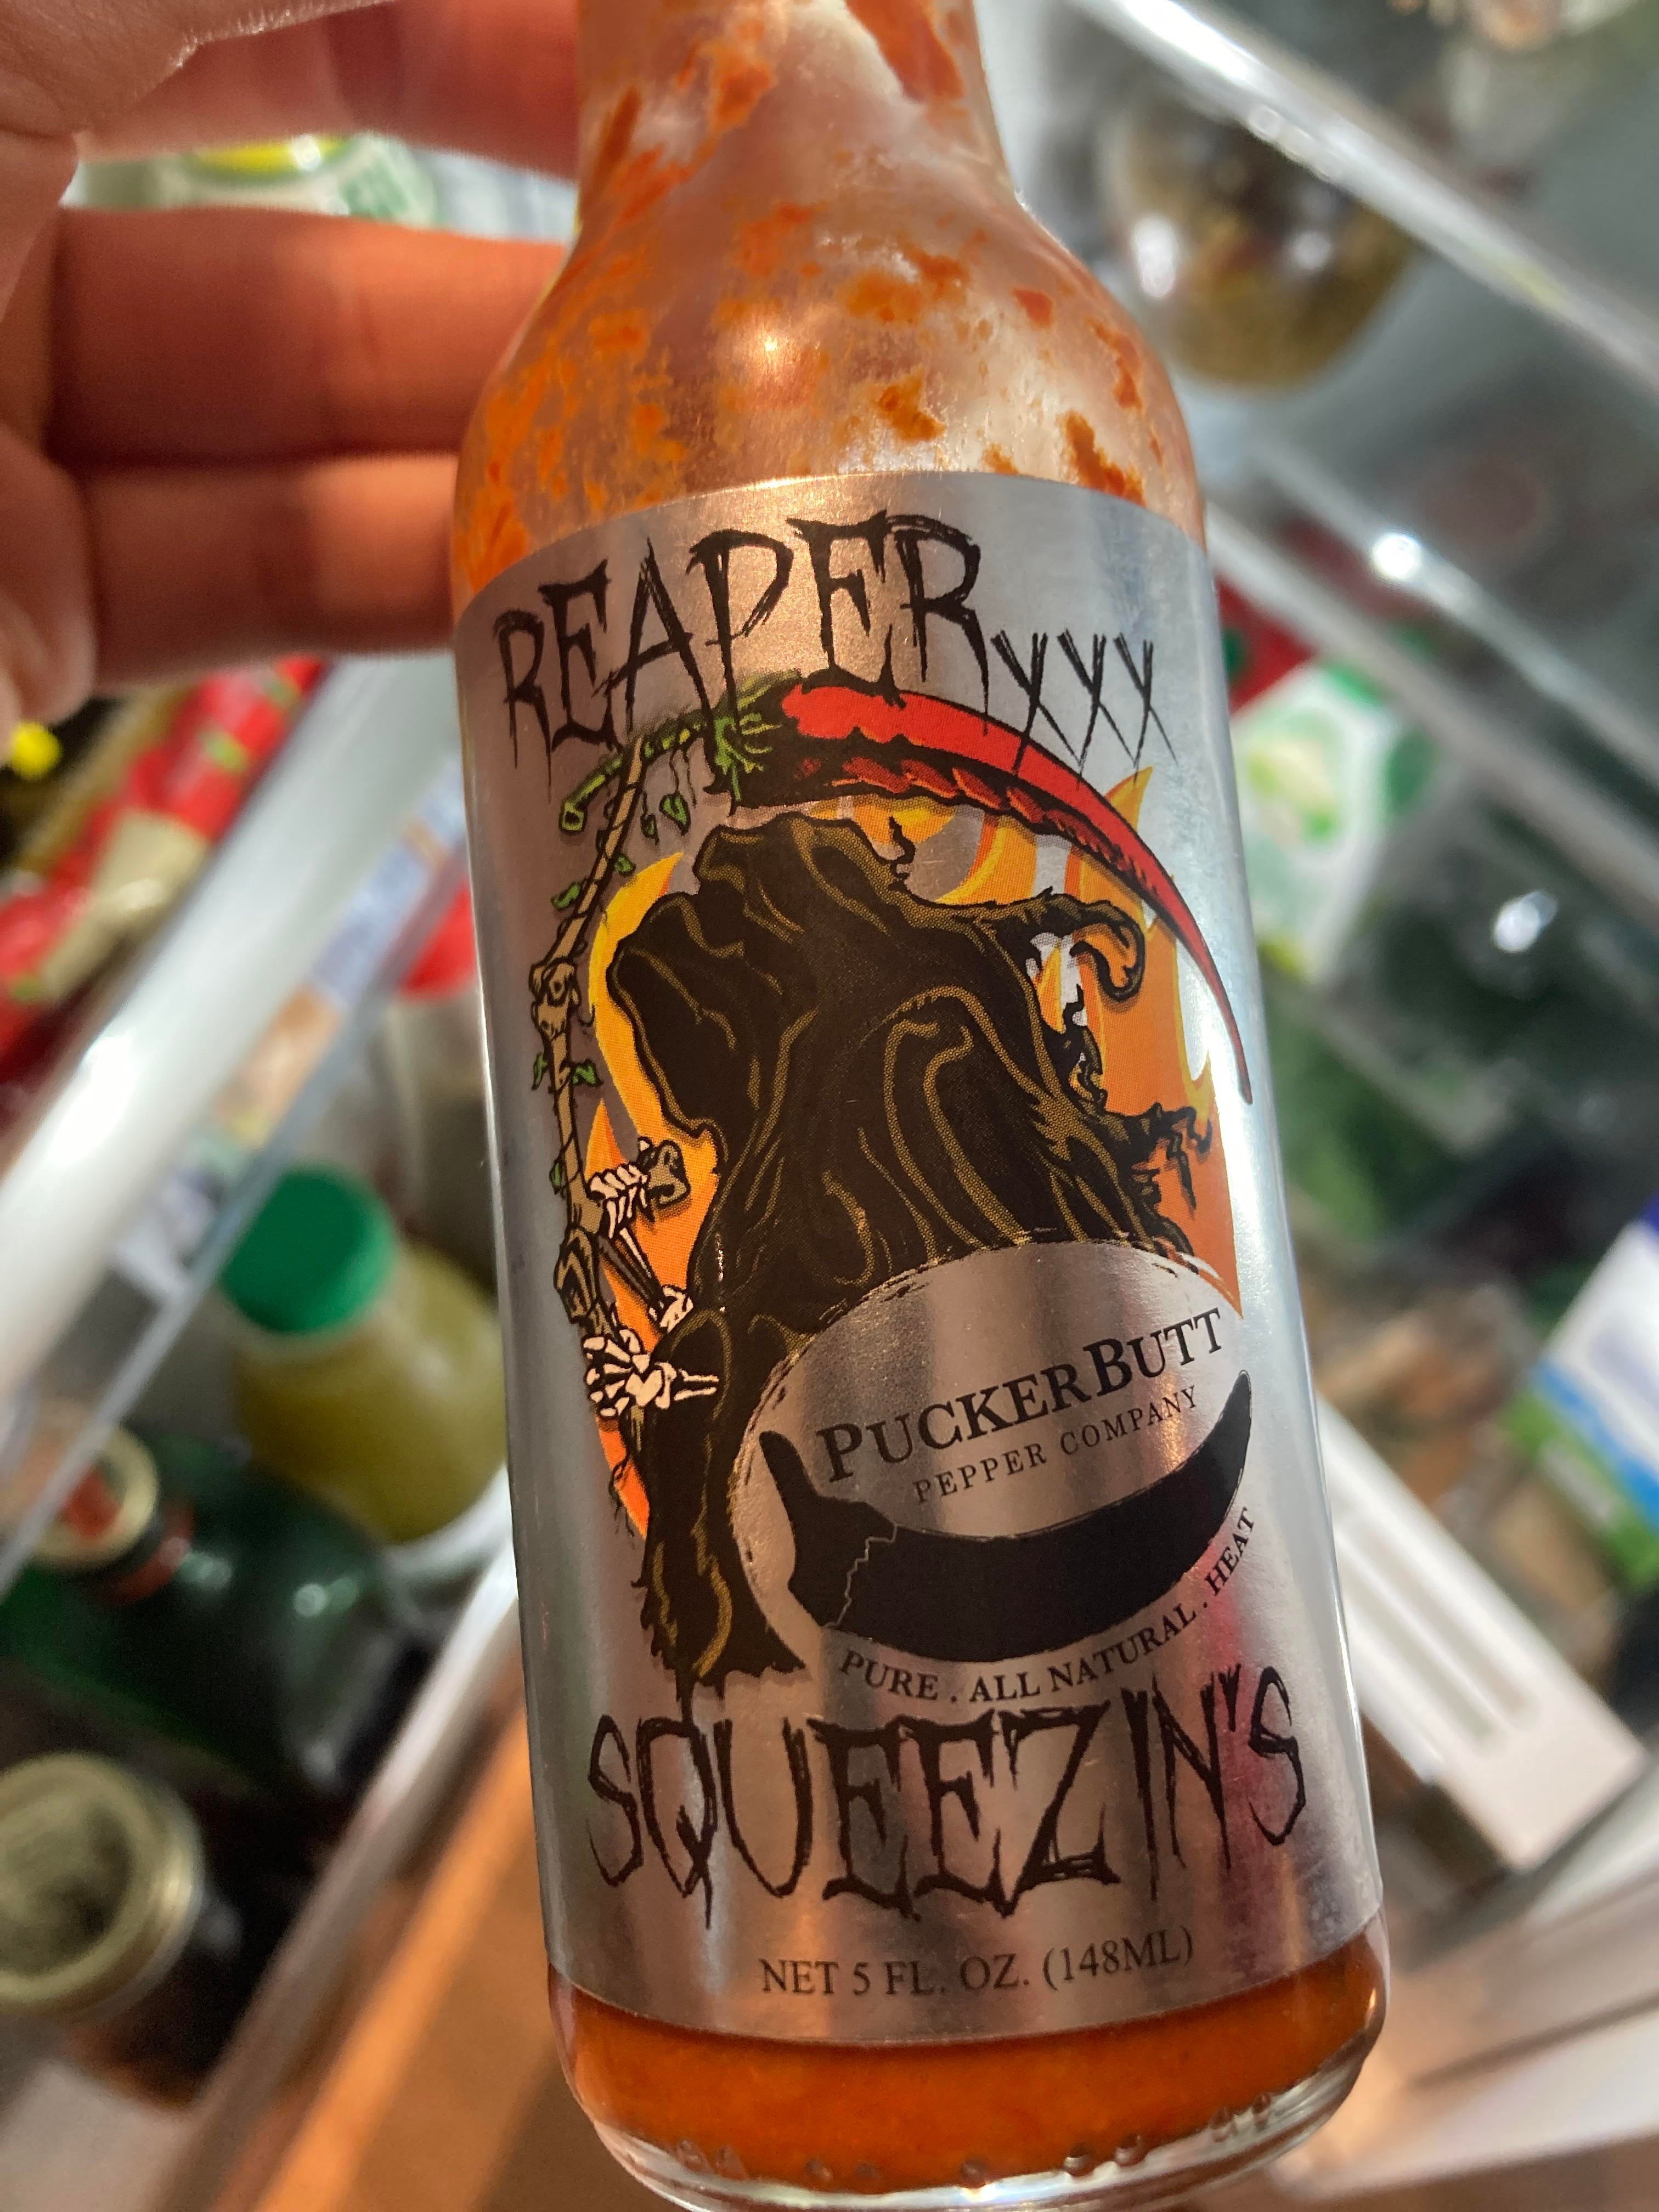 REAPER XXX
PUCKERBUTT
PEPPER COMPANY
PURE . ALL NATURAL . HEAT
SQUEEZIN'S
NET 5 FL. OZ. (148ML)